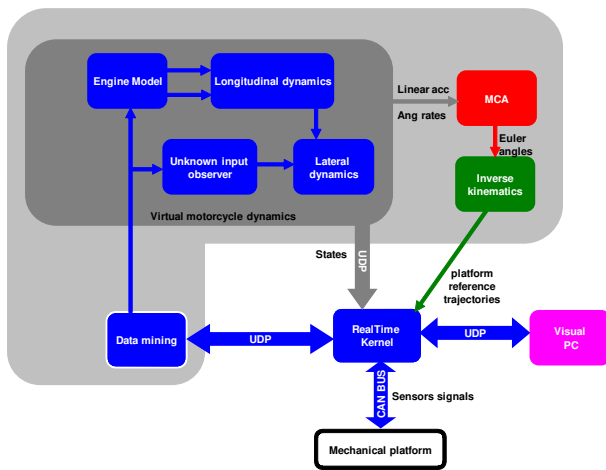 Engine Model
Longitudinal dynamics
Linear acc
Ang rates
MCA
Euler
angles
Unknown input
observer
Lateral
dynamics
Inverse
kinematics
Virtual motorcycle dynamics
States
UDP
platform
reference
trajectories
Data mining
UDP
RealTime
Kernel
UDP
Visual
PC
CAN BUS
Sensors signals
Mechanical platform